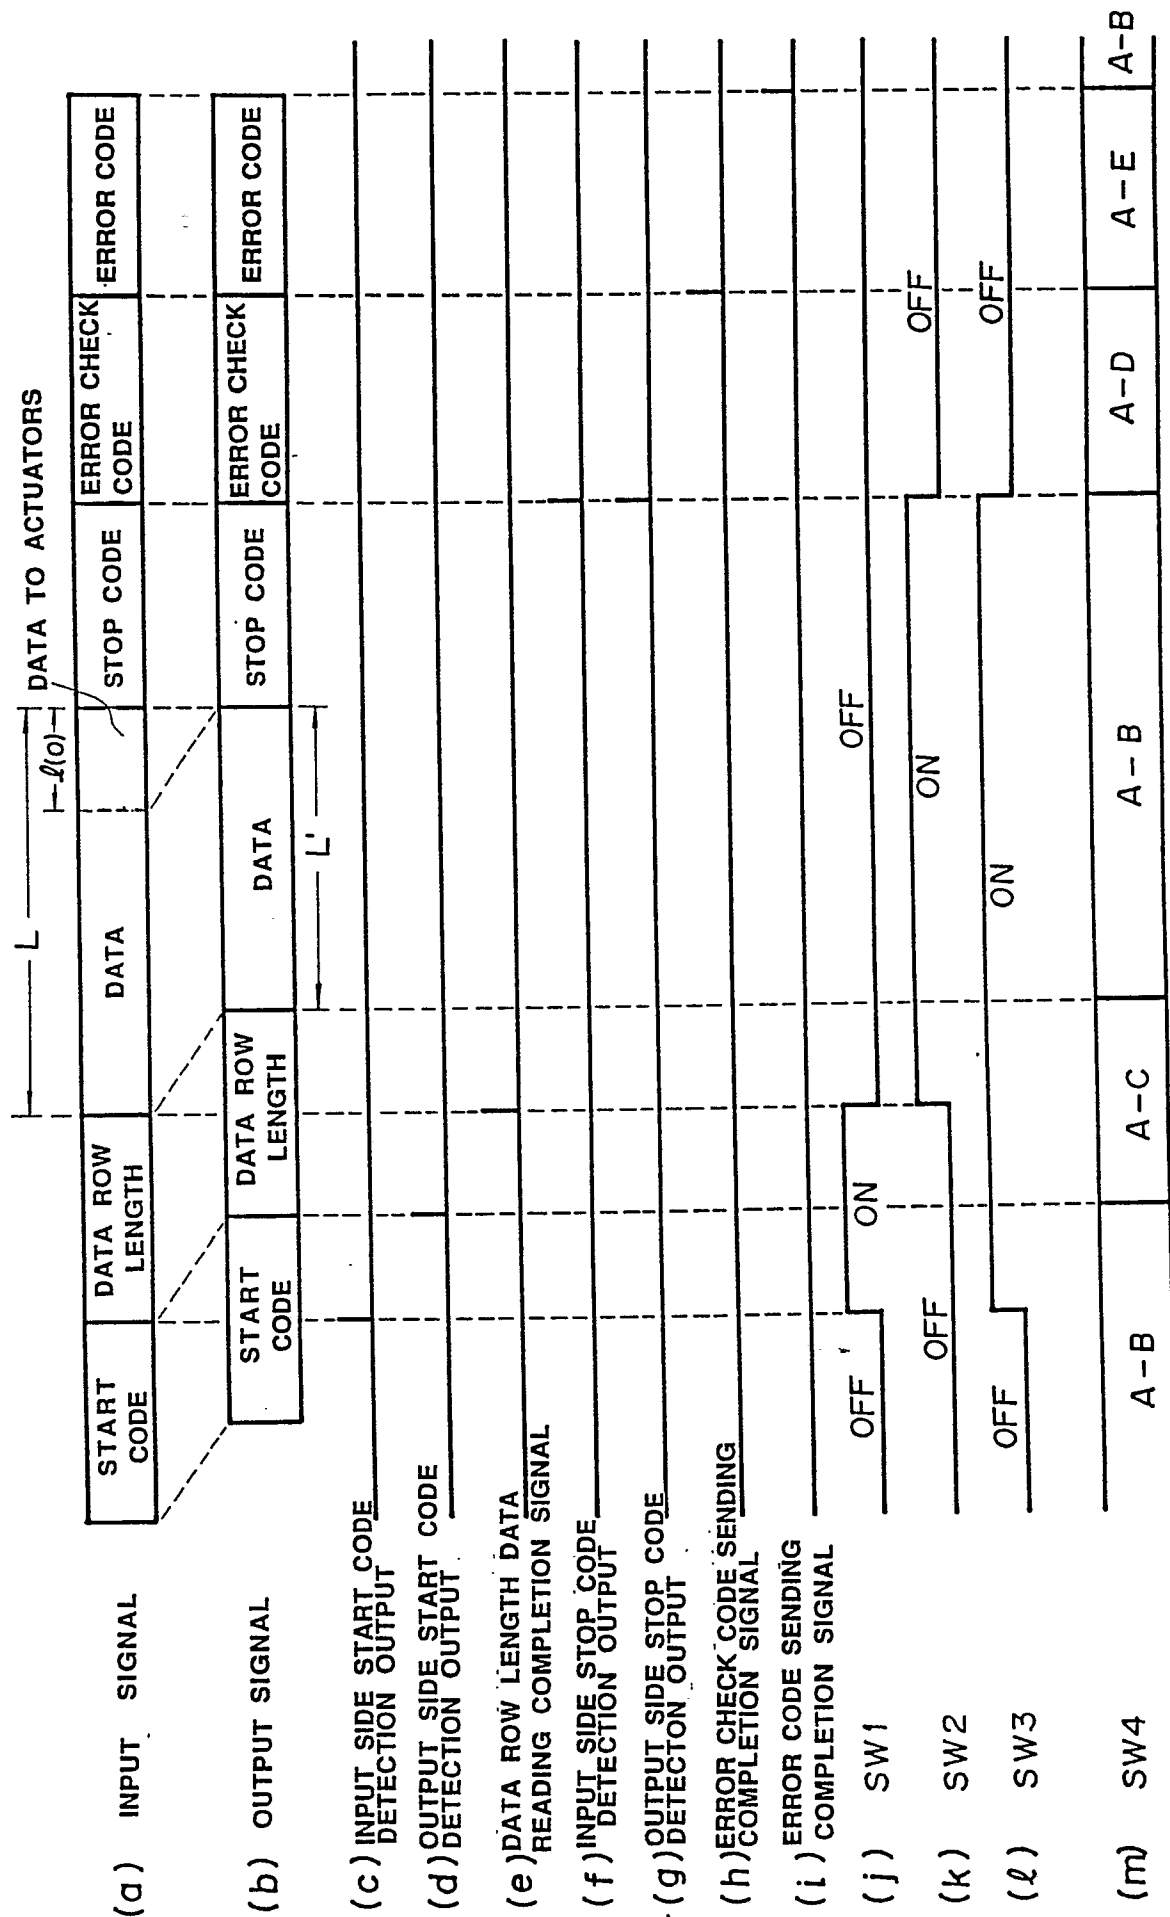 DATA TO ACTUATORS
L
ℓ(0)
(a) INPUT SIGNAL
START CODE
DATA ROW LENGTH
DATA
STOP CODE
ERROR CHECK CODE
ERROR CODE
(b) OUTPUT SIGNAL
START CODE
DATA ROW LENGTH
DATA
STOP CODE
ERROR CHECK CODE
ERROR CODE
L'
(c) INPUT SIDE START CODE
DETECTION OUTPUT
(d) OUTPUT SIDE START CODE
DETECTION OUTPUT
(e) DATA ROW LENGTH DATA
READING COMPLETION SIGNAL
(f) INPUT SIDE STOP CODE
DETECTION OUTPUT
(g) OUTPUT SIDE STOP CODE
DETECTON OUTPUT
(h) ERROR CHECK CODE SENDING
COMPLETION SIGNAL
(i) ERROR CODE SENDING
COMPLETION SIGNAL
(j) SW1 OFF ON OFF
(k) SW2 OFF ON OFF
(ℓ) SW3 OFF ON OFF
(m) SW4 A-B A-C A-B A-D A-E A-B